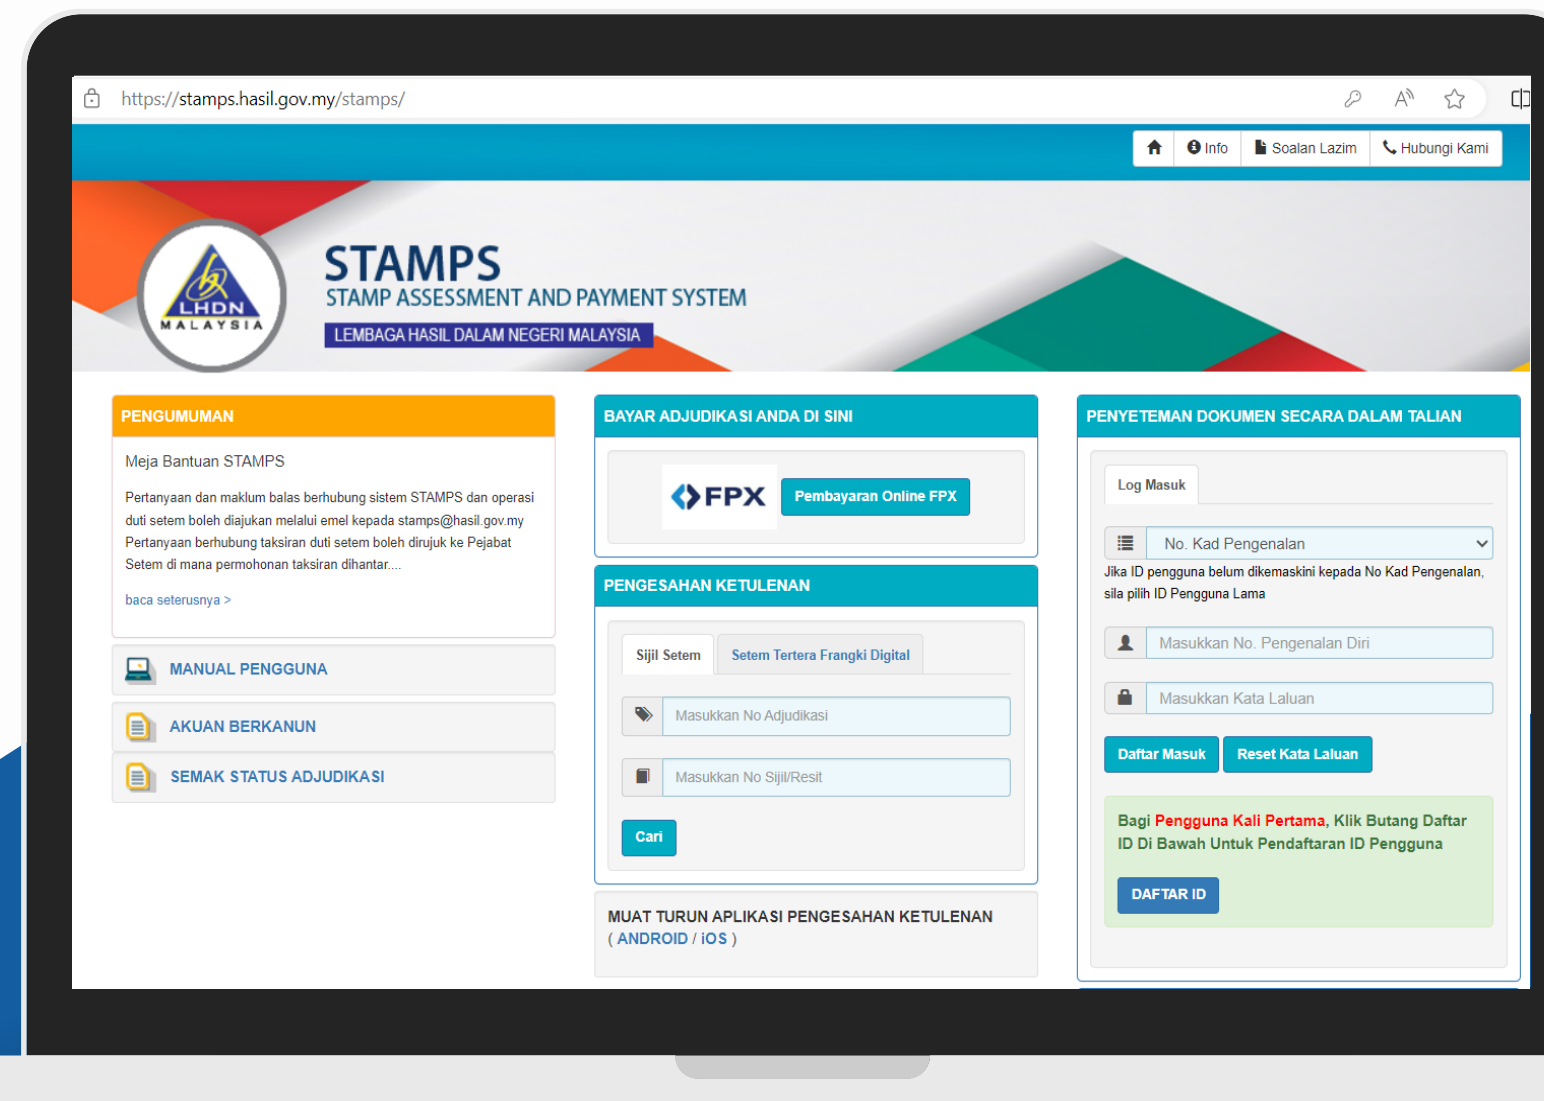 https://stamps.hasil.gov.my/stamps/
Info
Soalan Lazim
Hubungi Kami
LHDN
MALAYSIA
STAMPS
STAMP ASSESSMENT AND PAYMENT SYSTEM
LEMBAGA HASIL DALAM NEGERI MALAYSIA
PENGUMUMAN
Meja Bantuan STAMPS
Pertanyaan dan maklum balas berhubung sistem STAMPS dan operasi
duti setem boleh diajukan melalui emel kepada stamps@hasil.gov.my
Pertanyaan berhubung taksiran duti setem boleh dirujuk ke Pejabat
Setem di mana permohonan taksiran dihantar....
baca seterusnya >
MANUAL PENGGUNA
AKUAN BERKANUN
SEMAK STATUS ADJUDIKASI
BAYAR ADJUDIKASI ANDA DI SINI
FPX
Pembayaran Online FPX
PENGESAHAN KETULENAN
Sijil Setem
Setem Tertera Frangki Digital
Masukkan No Adjudikasi
Masukkan No Sijil/Resit
Cari
MUAT TURUN APLIKASI PENGESAHAN KETULENAN
( ANDROID / iOS )
PENYETEMAN DOKUMEN SECARA DALAM TALIAN
Log Masuk
No. Kad Pengenalan
Jika ID pengguna belum dikemaskini kepada No Kad Pengenalan,
sila pilih ID Pengguna Lama
Masukkan No. Pengenalan Diri
Masukkan Kata Laluan
Daftar Masuk
Reset Kata Laluan
Bagi Pengguna Kali Pertama, Klik Butang Daftar
ID Di Bawah Untuk Pendaftaran ID Pengguna
DAFTAR ID